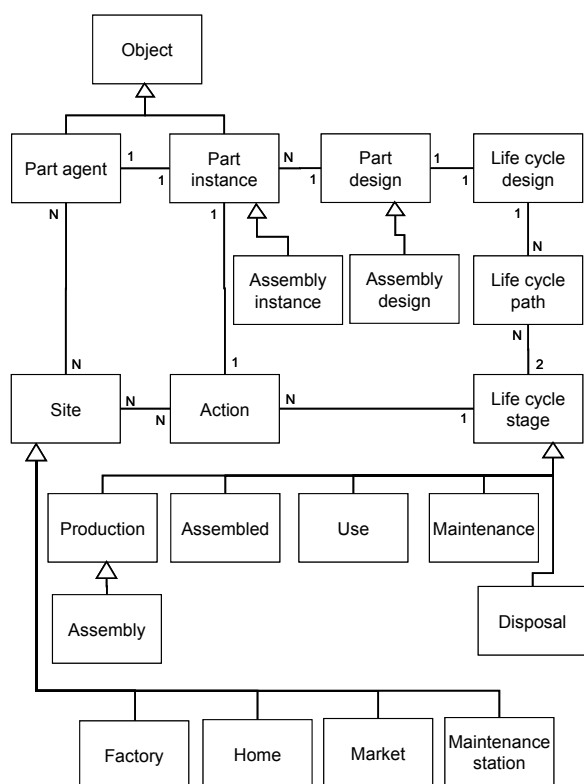 Object
Part agent
Part
instance
Part
design
Life cycle
design
1
1
N
1
1
1
N
1
1
N
Assembly
instance
Assembly
design
Life cycle
path
N
2
N
1
Site
Action
Life cycle
stage
N
N
N
1
Production
Assembled
Use
Maintenance
Assembly
Disposal
Factory
Home
Market
Maintenance
station